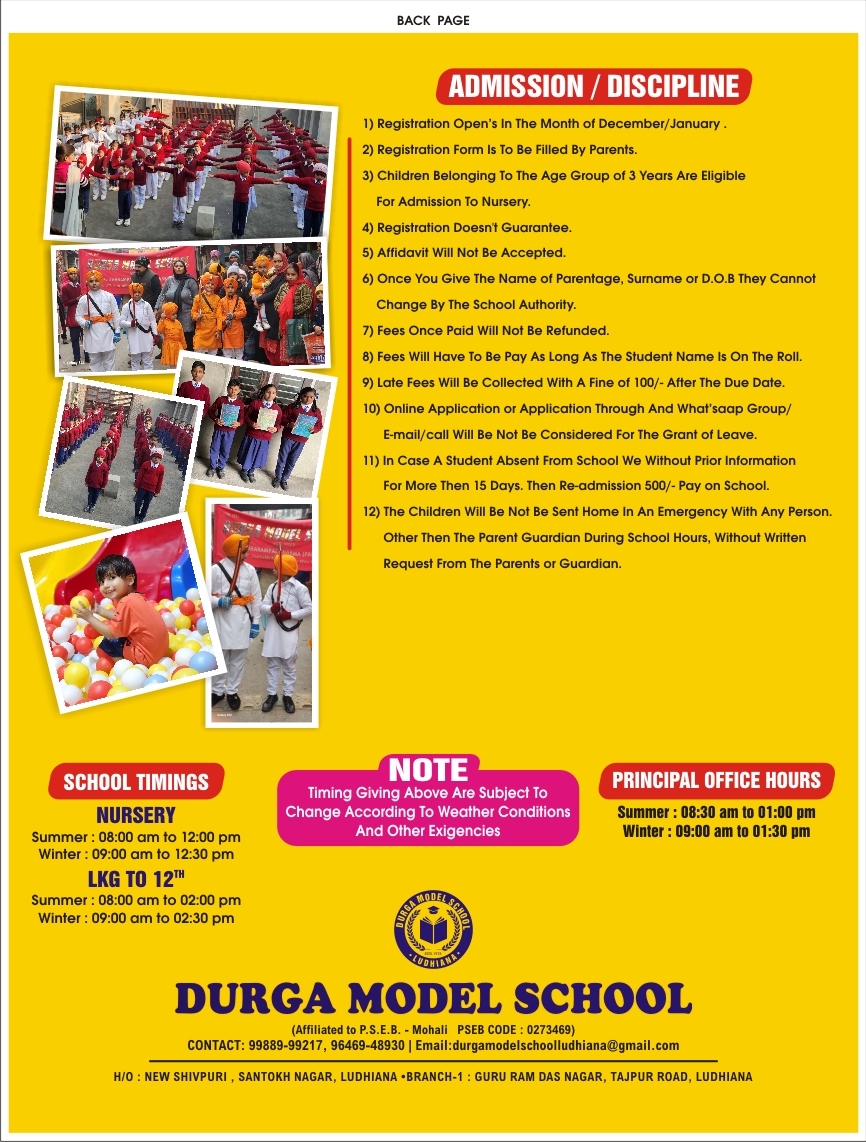 BACK PAGE
ADMISSION / DISCIPLINE
1) Registration Open's In The Month of December/January .
2) Registration Form Is To Be Filled By Parents.
3) Children Belonging To The Age Group of 3 Years Are Eligible
For Admission To Nursery.
4) Registration Doesn't Guarantee.
5) Affidavit Will Not Be Accepted.
6) Once You Give The Name of Parentage, Surname or D.O.B They Cannot
Change By The School Authority.
7) Fees Once Paid Will Not Be Refunded.
8) Fees Will Have To Be Pay As Long As The Student Name Is On The Roll.
9) Late Fees Will Be Collected With A Fine of 100/- After The Due Date.
10) Online Application or Application Through And What'saap Group/
E-mail/call Will Be Not Be Considered For The Grant of Leave.
11) In Case A Student Absent From School We Without Prior Information
For More Then 15 Days. Then Re-admission 500/- Pay on School.
12) The Children Will Be Not Be Sent Home In An Emergency With Any Person.
Other Then The Parent Guardian During School Hours, Without Written
Request From The Parents or Guardian.
SCHOOL TIMINGS
NURSERY
Summer : 08:00 am to 12:00 pm
Winter : 09:00 am to 12:30 pm
LKG TO 12TH
Summer : 08:00 am to 02:00 pm
Winter : 09:00 am to 02:30 pm
NOTE
Timing Giving Above Are Subject To
Change According To Weather Conditions
And Other Exigencies
PRINCIPAL OFFICE HOURS
Summer : 08:30 am to 01:00 pm
Winter : 09:00 am to 01:30 pm
DURGA MODEL SCHOOL
LUDHIANA
DURGA MODEL SCHOOL
(Affiliated to P.S.E.B. - Mohali PSEB CODE : 0273469)
CONTACT: 99889-99217, 96469-48930 | Email:durgamodelschoolludhiana@gmail.com
H/O : NEW SHIVPURI , SANTOKH NAGAR, LUDHIANA •BRANCH-1 : GURU RAM DAS NAGAR, TAJPUR ROAD, LUDHIANA